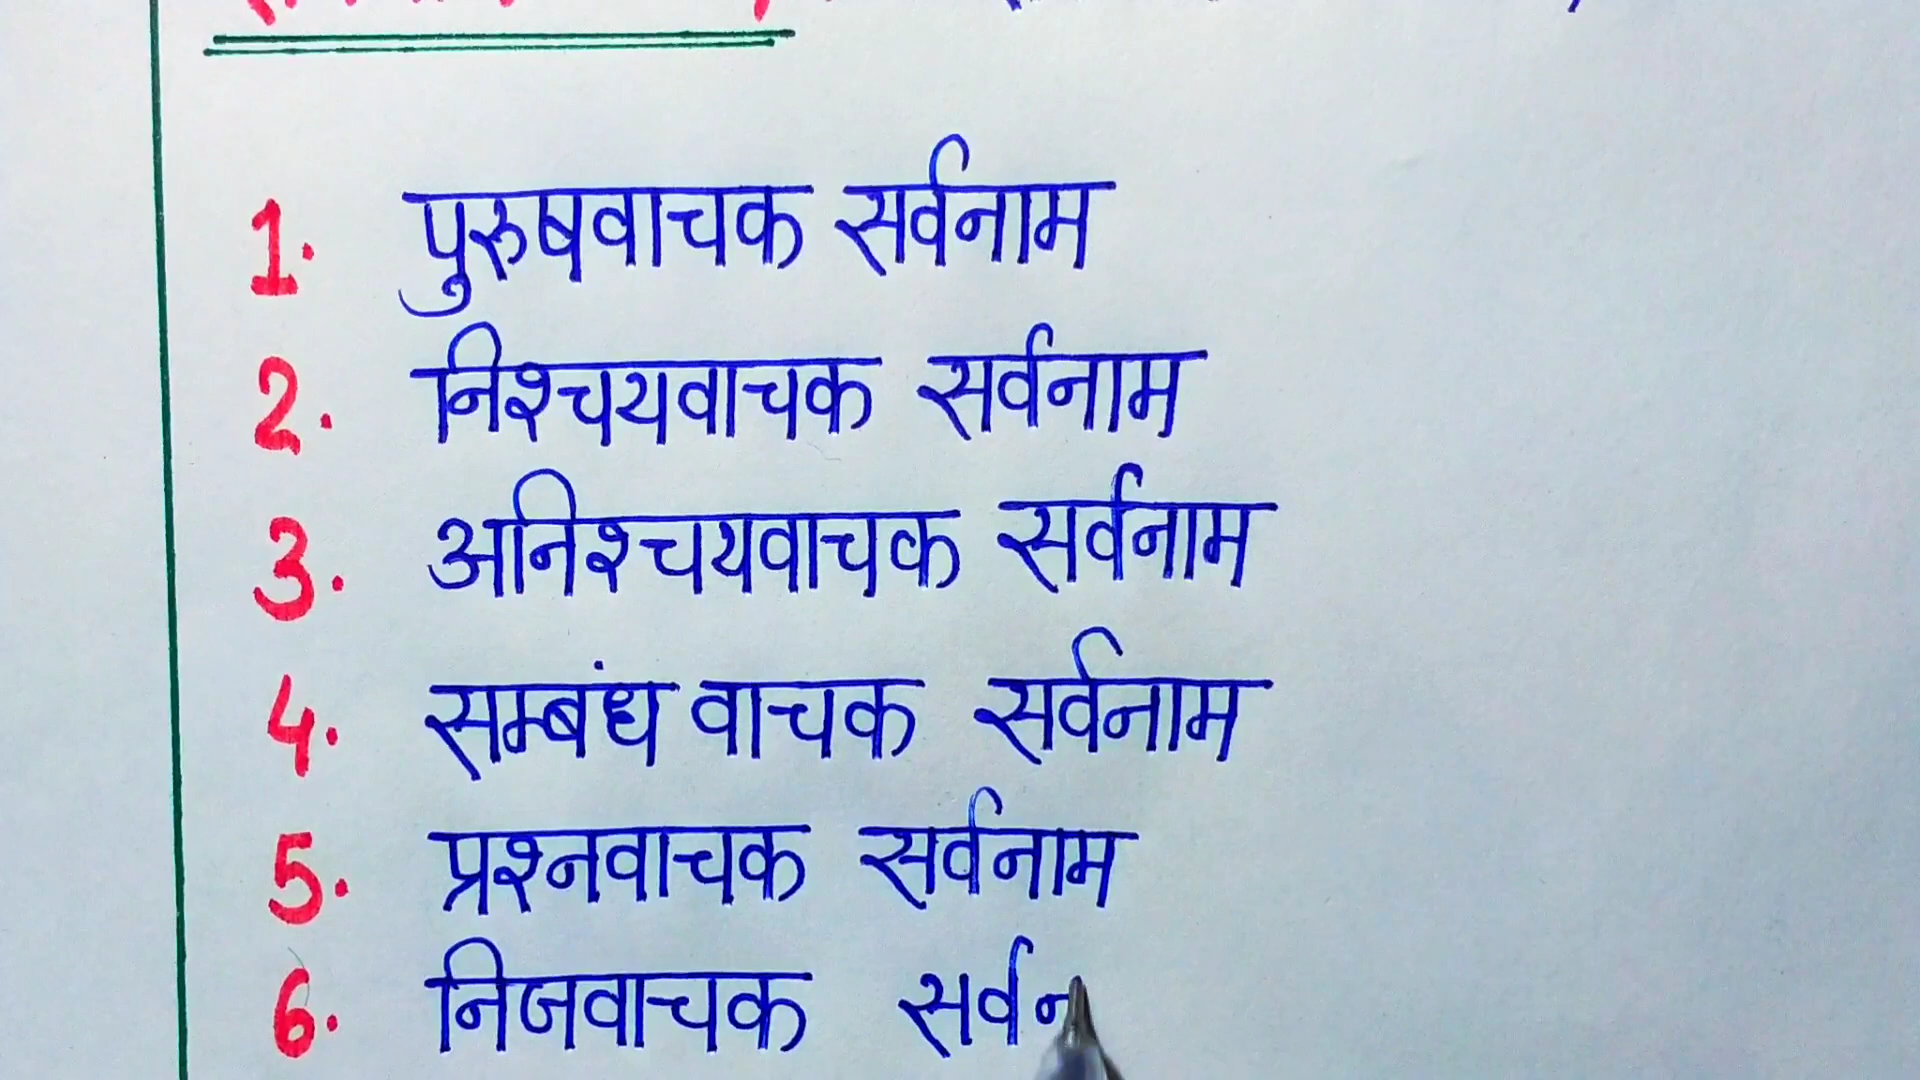 1. पुरुषवाचक सर्वनाम
2. निश्चयवाचक सर्वनाम
3. अनिश्चयवाचक सर्वनाम
4. सम्बंध वाचक सर्वनाम
5. प्रश्नवाचक सर्वनाम
6. निजवाचक सर्वन